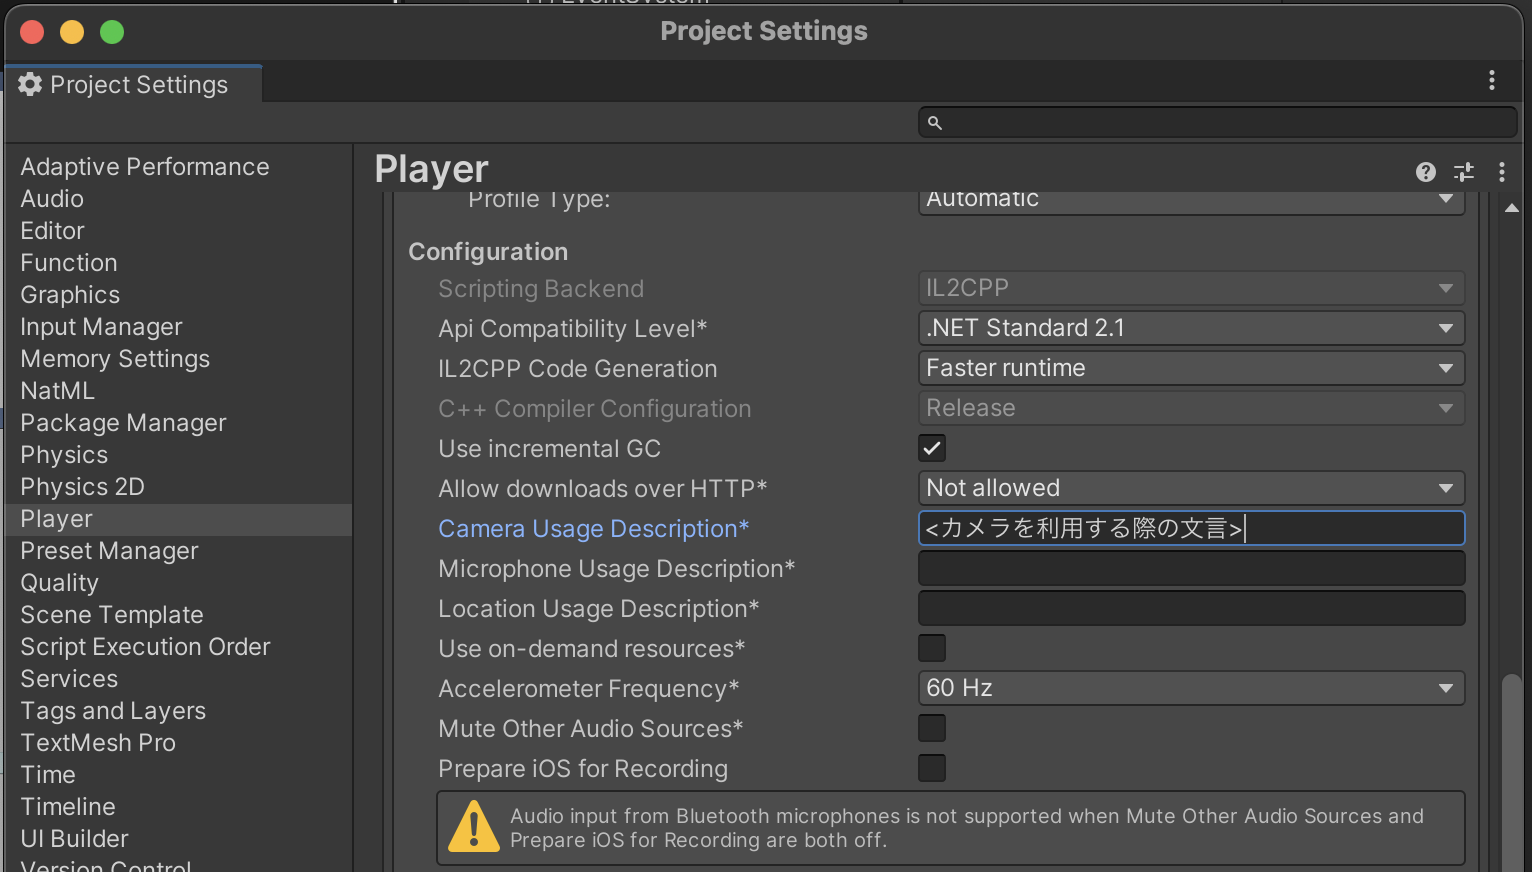 Project Settings
Project Settings
Adaptive Performance
Audio
Editor
Function
Graphics
Input Manager
Memory Settings
NatML
Package Manager
Physics
Physics 2D
Player
Preset Manager
Quality
Scene Template
Script Execution Order
Services
Tags and Layers
TextMesh Pro
Time
Timeline
UI Builder
Version Control
Player
Profile Type: Automatic
Configuration
Scripting Backend IL2CPP
Api Compatibility Level* .NET Standard 2.1
IL2CPP Code Generation Faster runtime
C++ Compiler Configuration Release
Use incremental GC
Allow downloads over HTTP* Not allowed
Camera Usage Description* <カメラを利用する際の文言>
Microphone Usage Description*
Location Usage Description*
Use on-demand resources*
Accelerometer Frequency* 60 Hz
Mute Other Audio Sources*
Prepare iOS for Recording
Audio input from Bluetooth microphones is not supported when Mute Other Audio Sources and
Prepare iOS for Recording are both off.